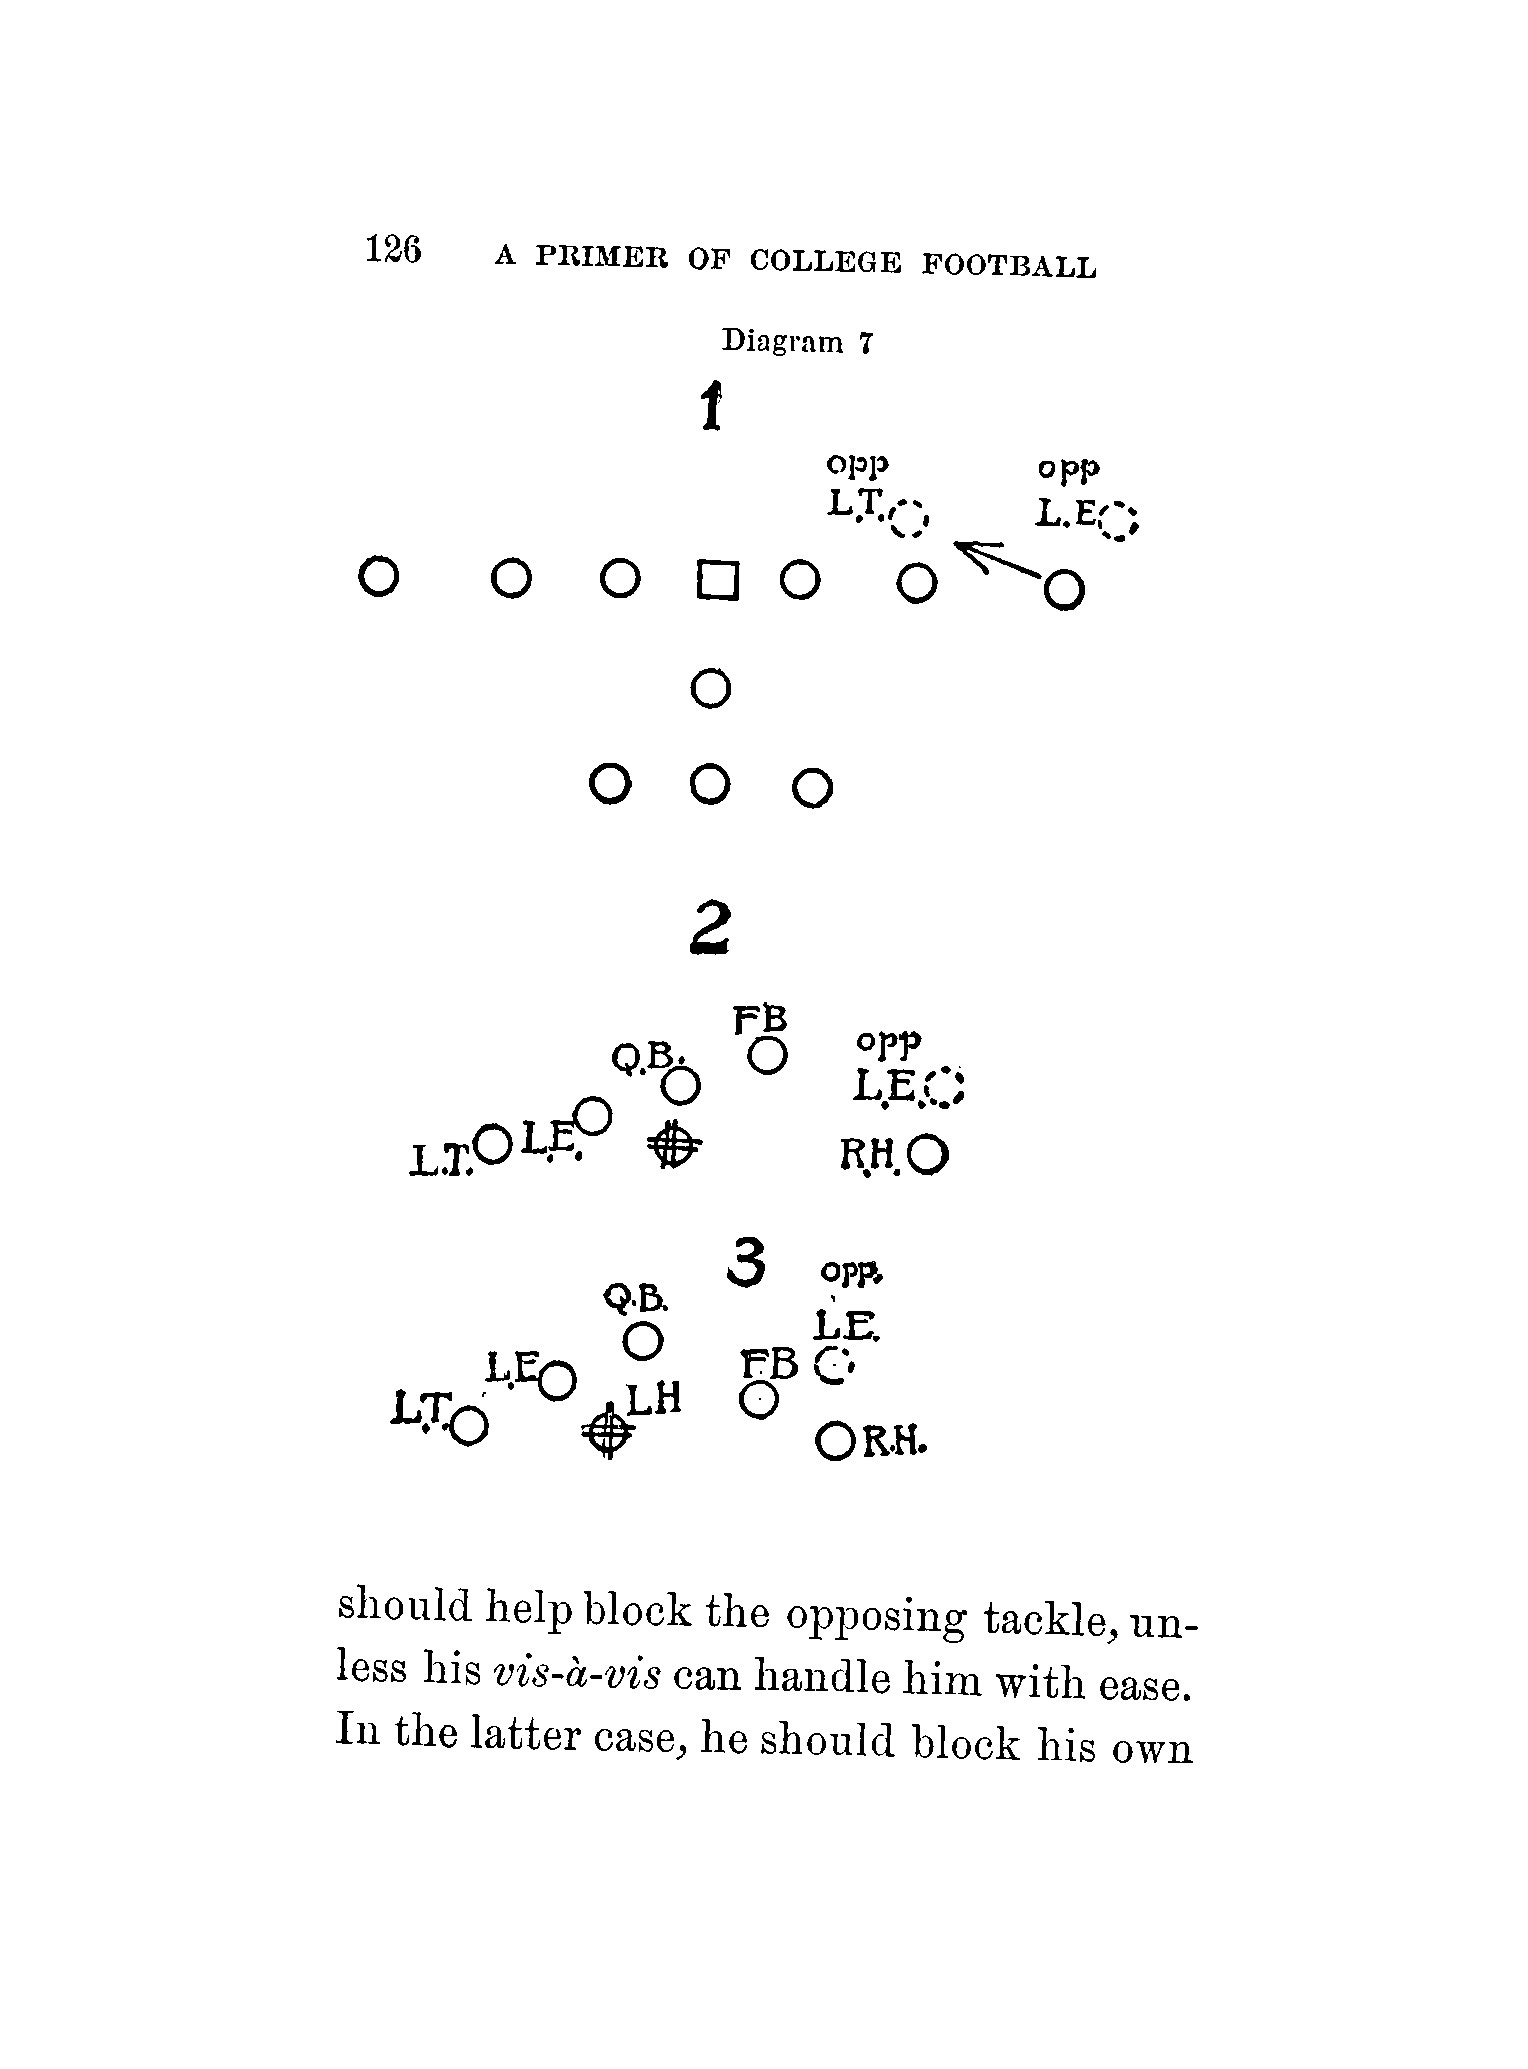 126 A PRIMER OF COLLEGE FOOTBALL
Diagram 7
1
opp opp
L.T. L.E
2
FB
Q.B. opp
L.E.
L.T. L.E. R.H.
3
opp.
Q.B.
L.E.
L.E FB
L.T. LH
R.H.
should help block the opposing tackle, un-
less his vis-à-vis can handle him with ease.
In the latter case, he should block his own